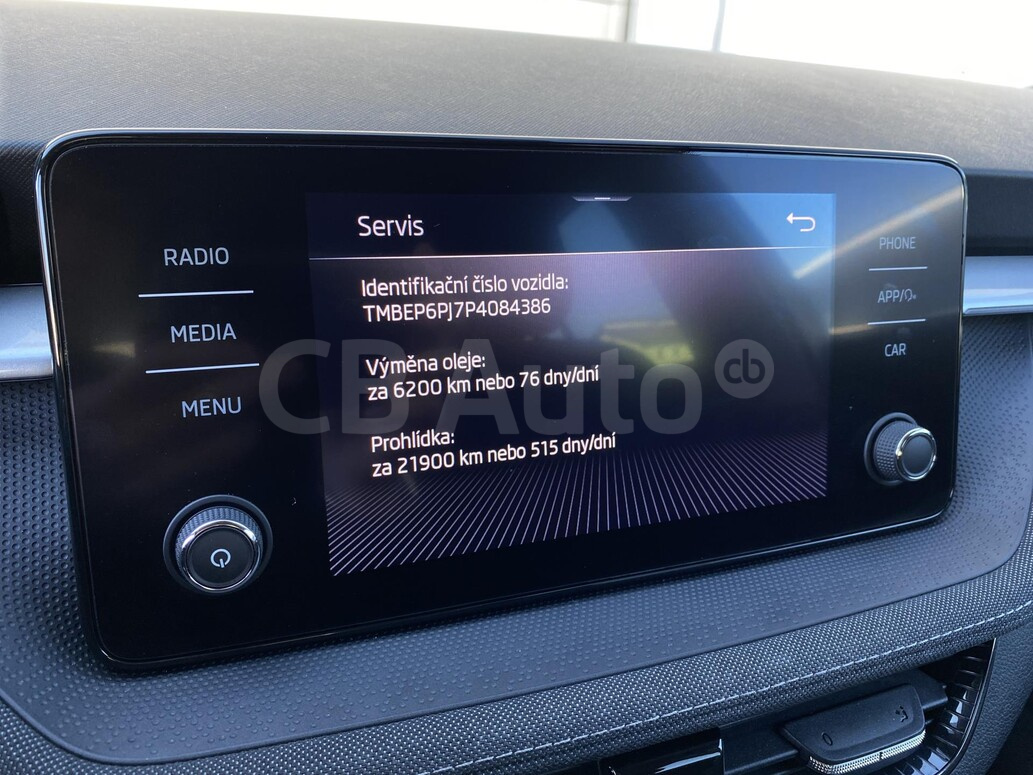 Servis
Identifikační číslo vozidla:
TMBEP6PJ7P4084386
Výměna oleje:
za 6200 km nebo 76 dny/dní
Prohlídka:
za 21900 km nebo 515 dny/dní
RADIO
MEDIA
MENU
PHONE
APP/
CAR
CBAuto cb